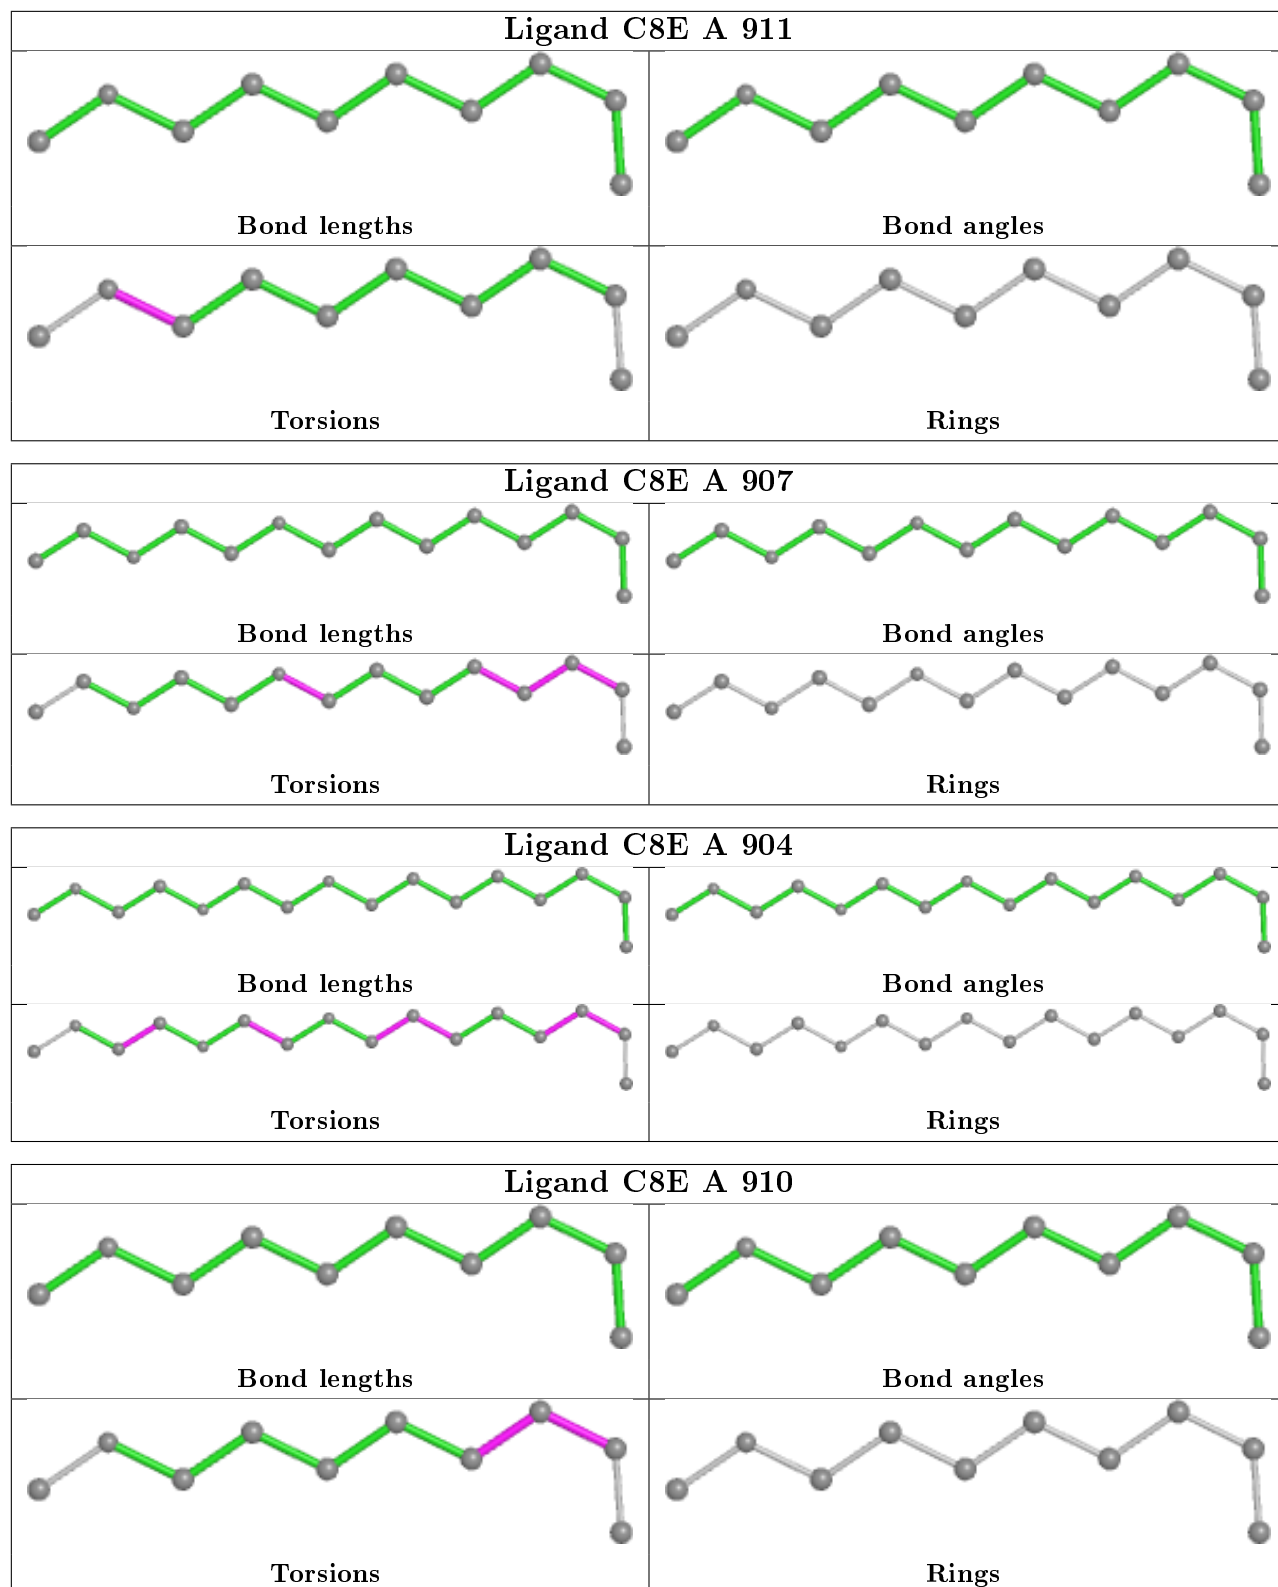 Ligand C8E A 911
Bond lengths
Bond angles
Torsions
Rings
Ligand C8E A 907
Bond lengths
Bond angles
Torsions
Rings
Ligand C8E A 904
Bond lengths
Bond angles
Torsions
Rings
Ligand C8E A 910
Bond lengths
Bond angles
Torsions
Rings